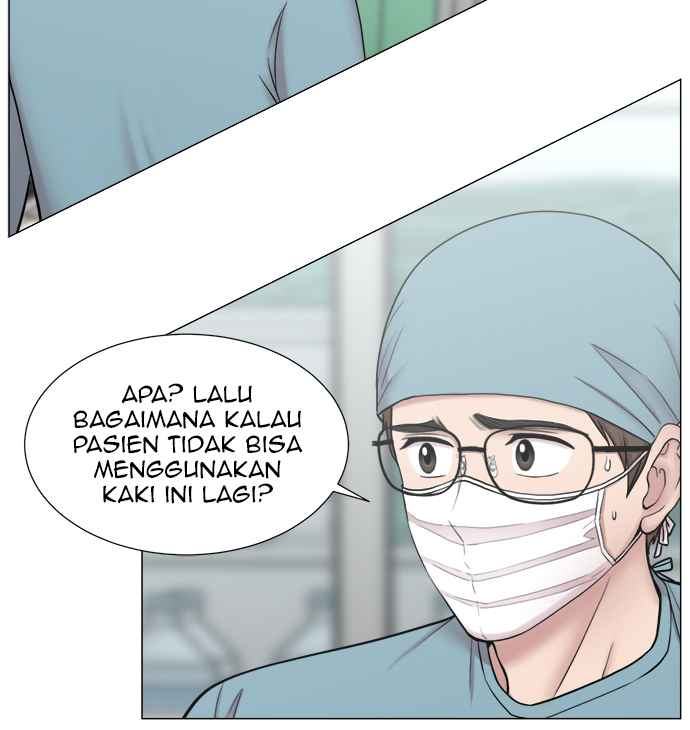 APA? LALU
BAGAIMANA KALAU
PASIEN TIDAK BISA
MENGGUNAKAN
KAKI INI LAGI?